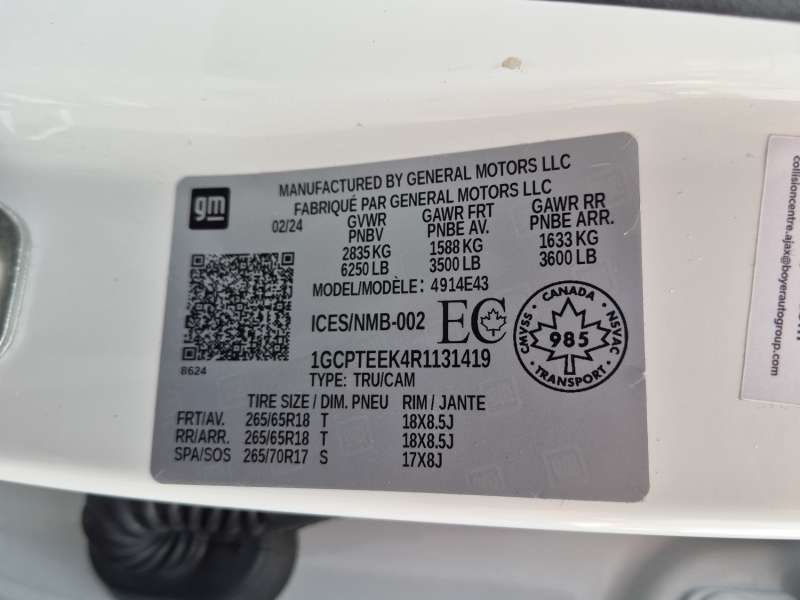 gm
MANUFACTURED BY GENERAL MOTORS LLC
FABRIQUÉ PAR GENERAL MOTORS LLC
02/24 GVWR GAWR FRT GAWR RR
PNBV PNBE AV. PNBE ARR.
2835 KG 1588 KG 1633 KG
6250 LB 3500 LB 3600 LB
MODEL/MODÈLE: 4914E43
ICES/NMB-002 EC
CANADA
CMVSS 985 NSVAC
TRANSPORT
8624
1GCPTEEK4R1131419
TYPE: TRU/CAM
TIRE SIZE / DIM. PNEU RIM / JANTE
FRT/AV. 265/65R18 T 18X8.5J
RR/ARR. 265/65R18 T 18X8.5J
SPA/SOS 265/70R17 S 17X8J
collisioncentre.ajax@boyerautogroup.com